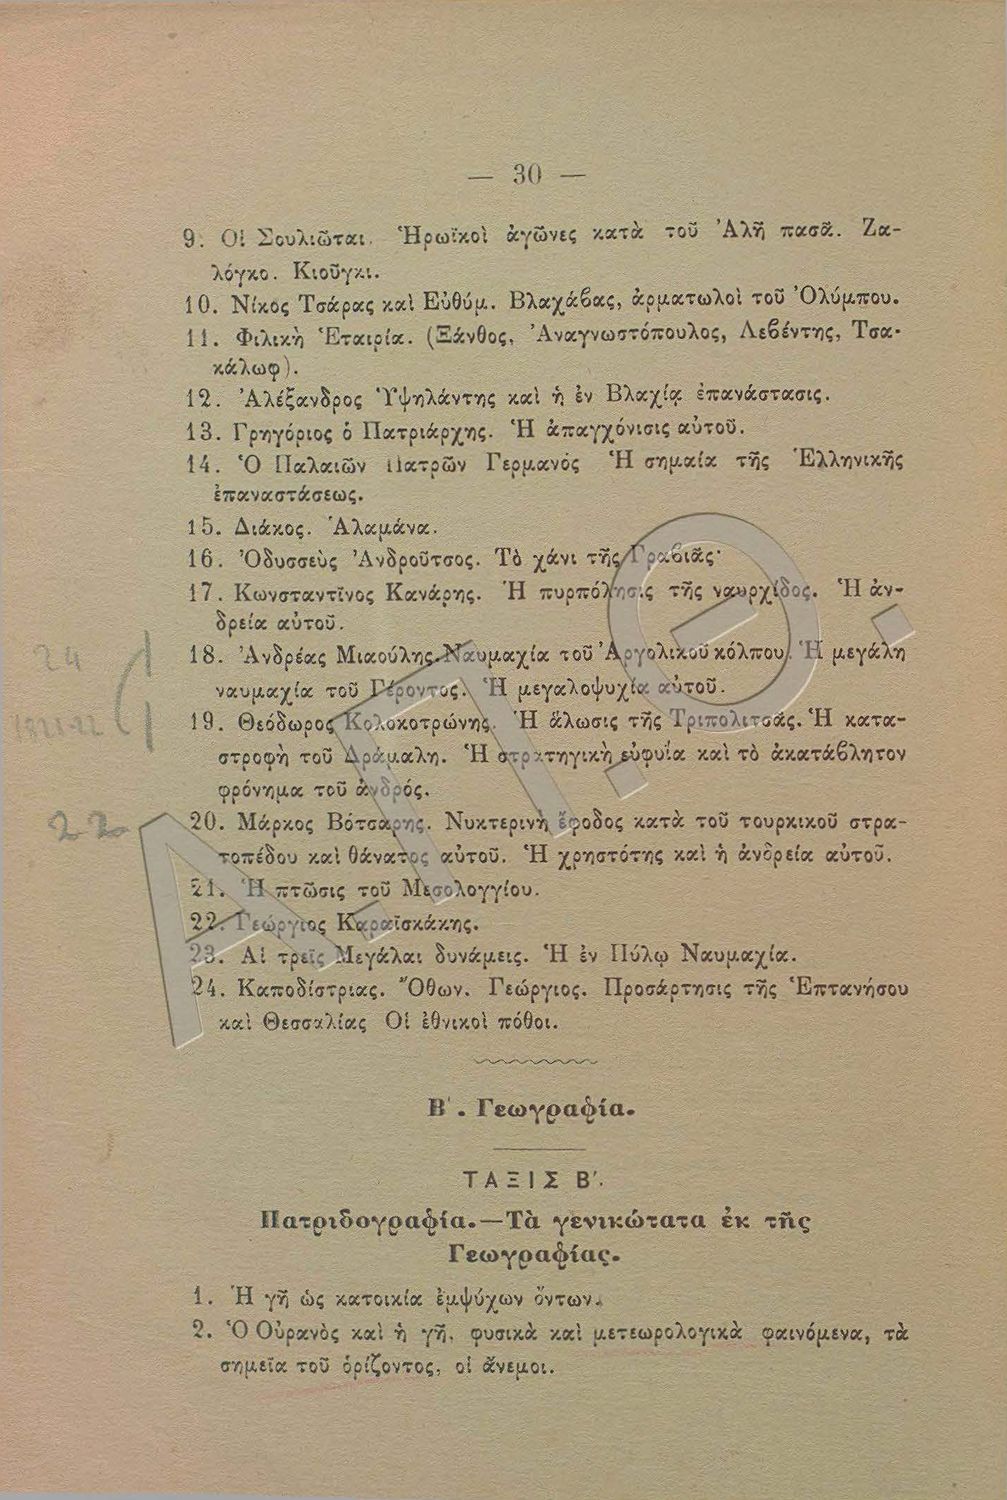 — 30 —
9. Οἱ Σουλιῶται. Ἡρωϊκοὶ ἀγῶνες κατὰ τοῦ Ἀλῆ πασᾶ. Ζα-
λόγκο. Κιοῦγκι.
10. Νίκος Τσάρας καὶ Εὐθύμ. Βλαχάβας, ἁρματωλοὶ τοῦ Ὀλύμπου.
11. Φιλικὴ Ἑταιρία. (Ξάνθος, Ἀναγνωστόπουλος, Λεβέντης, Τσα-
κάλωφ).
12. Ἀλέξανδρος Ὑψηλάντης καὶ ἡ ἐν Βλαχίᾳ ἐπανάστασις.
13. Γρηγόριος ὁ Πατριάρχης. Ἡ ἀπαγχόνισις αὐτοῦ.
14. Ὁ Παλαιῶν Πατρῶν Γερμανός Ἡ σημαία τῆς Ἑλληνικῆς
ἐπαναστάσεως.
15. Διάκος. Ἀλαμάνα.
16. Ὀδυσσεὺς Ἀνδροῦτσος. Τὸ χάνι τῆς Γραβιᾶς·
17. Κωνσταντῖνος Κανάρης. Ἡ πυρπόλησις τῆς ναυρχίδος. Ἡ ἀν-
δρεία αὐτοῦ.
24
18. Ἀνδρέας Μιαούλης. Ναυμαχία τοῦ Ἀργολικοῦ κόλπου. Ἡ μεγάλη
ναυμαχία τοῦ Γέροντος. Ἡ μεγαλοψυχία αὐτοῦ.
1821-22
19. Θεόδωρος Κολοκοτρώνης. Ἡ ἅλωσις τῆς Τριπολιτσᾶς. Ἡ κατα-
στροφὴ τοῦ Δράμαλη. Ἡ στρατηγικὴ εὐφυΐα καὶ τὸ ἀκατάβλητον
φρόνημα τοῦ ἀνδρός.
22
20. Μάρκος Βότσαρης. Νυκτερινὴ ἔφοδος κατὰ τοῦ τουρκικοῦ στρα-
τοπέδου καὶ θάνατος αὐτοῦ. Ἡ χρηστότης καὶ ἡ ἀνδρεία αὐτοῦ.
21. Ἡ πτῶσις τοῦ Μεσολογγίου.
22. Γεώργιος Καραϊσκάκης.
23. Αἱ τρεῖς Μεγάλαι δυνάμεις. Ἡ ἐν Πύλῳ Ναυμαχία.
24. Καποδίστριας. Ὄθων. Γεώργιος. Προσάρτησις τῆς Ἑπτανήσου
καὶ Θεσσαλίας Οἱ ἐθνικοὶ πόθοι.
Β΄. Γεωγραφία.
ΤΑΞΙΣ Β΄.
Πατριδογραφία.—Τὰ γενικώτατα ἐκ τῆς
Γεωγραφίας.
1. Ἡ γῆ ὡς κατοικία ἐμψύχων ὄντων.
2. Ὁ Οὐρανὸς καὶ ἡ γῆ, φυσικὰ καὶ μετεωρολογικὰ φαινόμενα, τὰ
σημεῖα τοῦ ὁρίζοντος, οἱ ἄνεμοι.